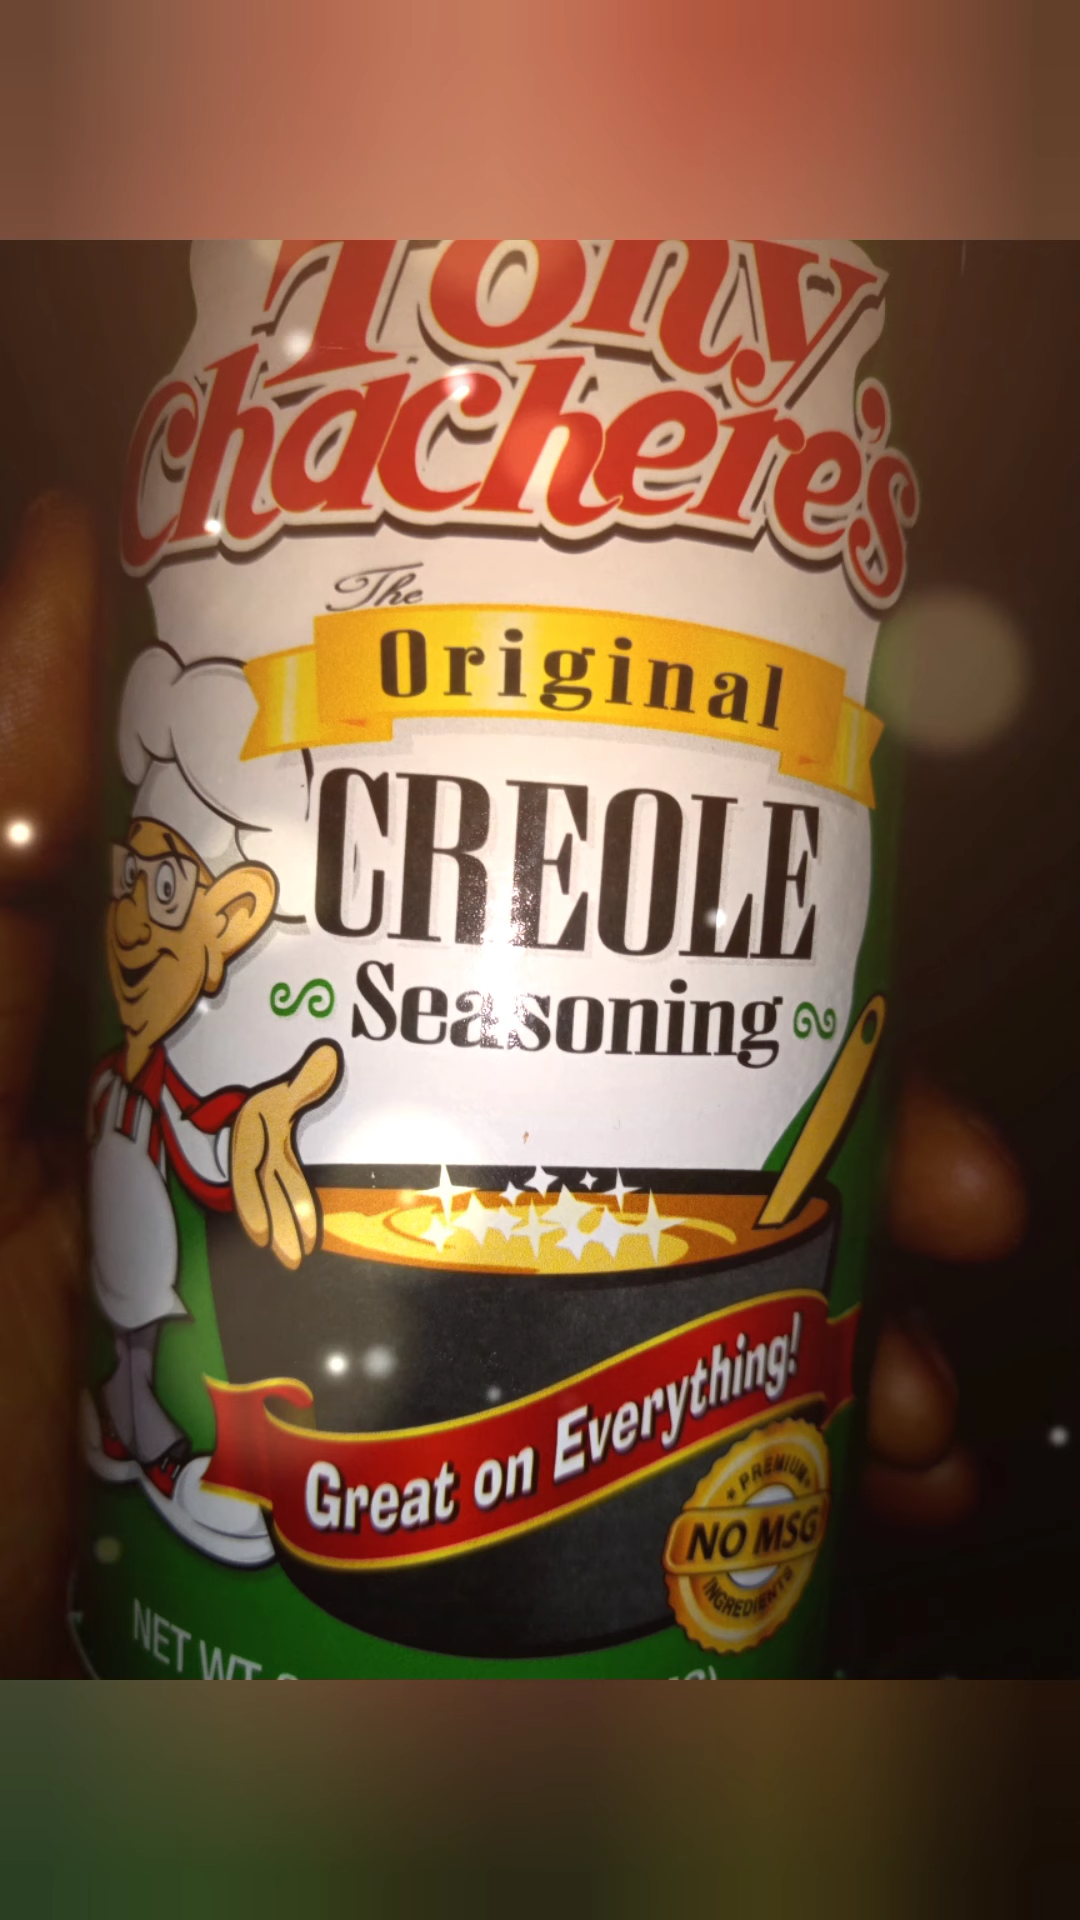 Tony
Chachere's
The
Original
CREOLE
Seasoning
Great on Everything!
PREMIUM
NO MSG
INGREDIENTS
NET WT